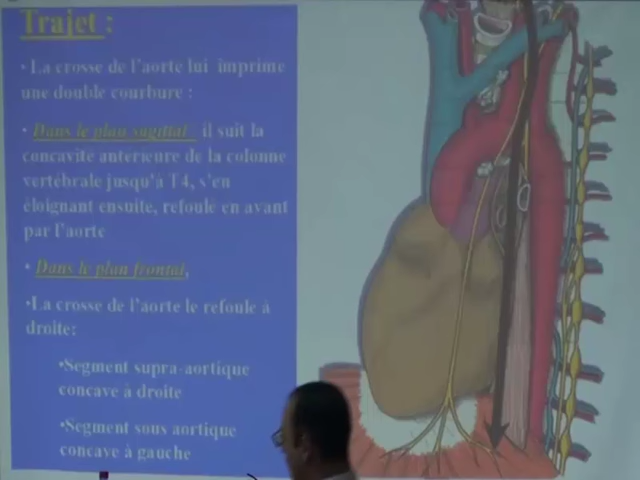 Trajet :
•La crosse de l'aorte lui imprime
une double courbure :
• Dans le plan sagittal : il suit la
concavité antérieure de la colonne
vertébrale jusqu'à T4, s'en
éloignant ensuite, refoulé en avant
par l'aorte
• Dans le plan frontal,
•La crosse de l'aorte le refoule à
droite:
•Segment supra-aortique
concave à droite
•Segment sous aortique
concave à gauche